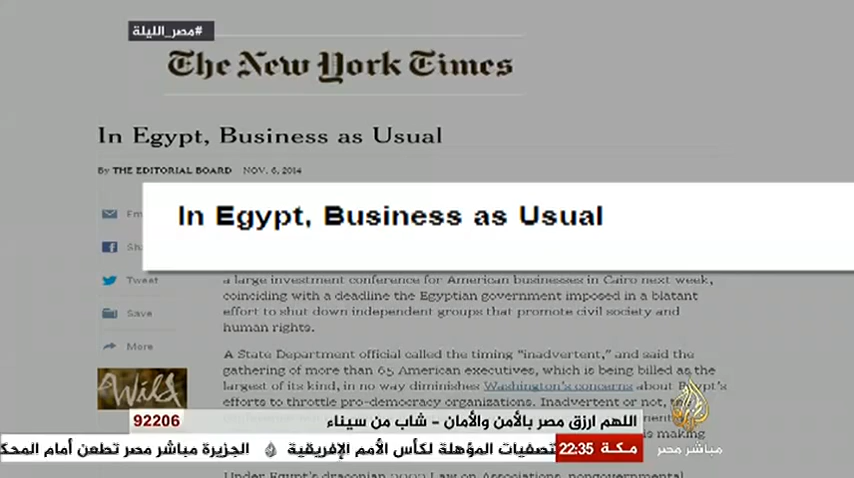 #مصر_الليلة
The New York Times
In Egypt, Business as Usual
By THE EDITORIAL BOARD NOV. 6, 2014
In Egypt, Business as Usual
a large investment conference for American businesses in Cairo next week,
Tweet
coinciding with a deadline the Egyptian government imposed in a blatant
effort to shut down independent groups that promote civil society and
Save
human rights.
More
A State Department official called the timing “inadvertent,” and said the
gathering of more than 65 American executives, which is being billed as the
largest of its kind, in no way diminishes Washington's concerns about Egypt's
efforts to throttle pro-democracy organizations. Inadvertent or not,
Wild
92206 اللهم ارزق مصر بالأمن والأمان - شاب من سيناء
is making
مكة 22:35 تصفيات المؤهلة لكأس الأمم الإفريقية الجزيرة مباشر مصر تطعن أمام المحك
مباشر مصر
Under Egypt's draconian 2002 Law on Associations, nongovernmental